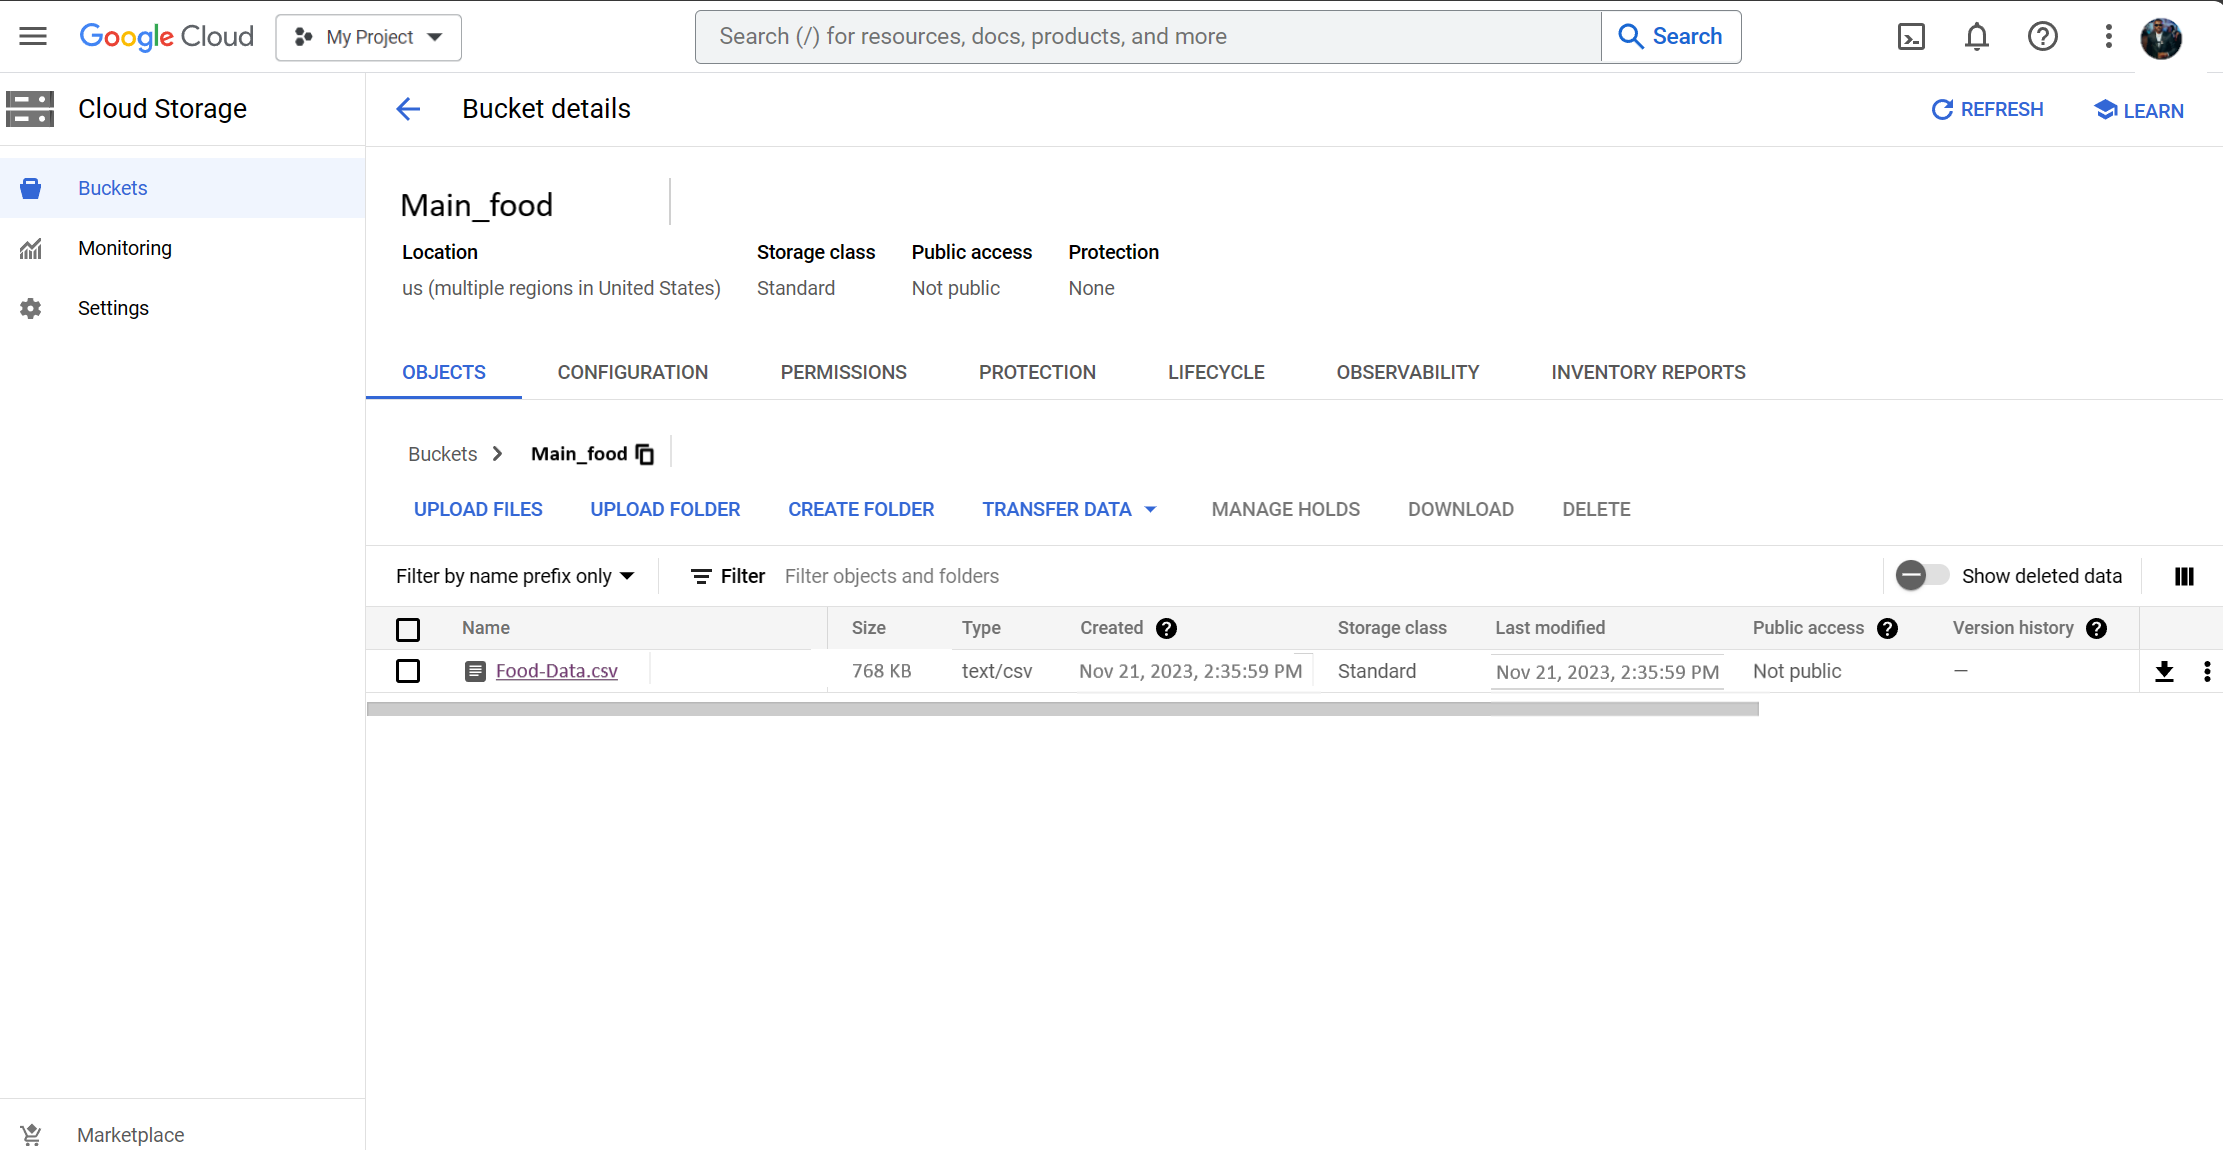 Google Cloud My Project Search (/) for resources, docs, products, and more Search
Cloud Storage Bucket details REFRESH LEARN
Buckets
Monitoring
Settings
Main_food
Location Storage class Public access Protection
us (multiple regions in United States) Standard Not public None
OBJECTS CONFIGURATION PERMISSIONS PROTECTION LIFECYCLE OBSERVABILITY INVENTORY REPORTS
Buckets Main_food
UPLOAD FILES UPLOAD FOLDER CREATE FOLDER TRANSFER DATA MANAGE HOLDS DOWNLOAD DELETE
Filter by name prefix only Filter Filter objects and folders Show deleted data
Name Size Type Created Storage class Last modified Public access Version history
Food-Data.csv 768 KB text/csv Nov 21, 2023, 2:35:59 PM Standard Nov 21, 2023, 2:35:59 PM Not public —
Marketplace